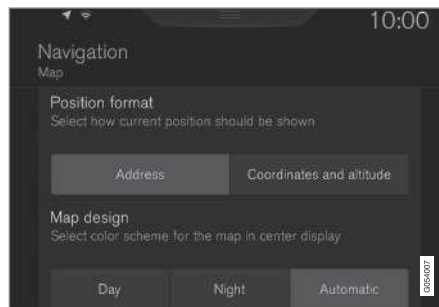 10:00
Navigation
Map
Position format
Select how current position should be shown
Address
Coordinates and altitude
Map design
Select color scheme for the map in center display
Day
Night
Automatic
G054007